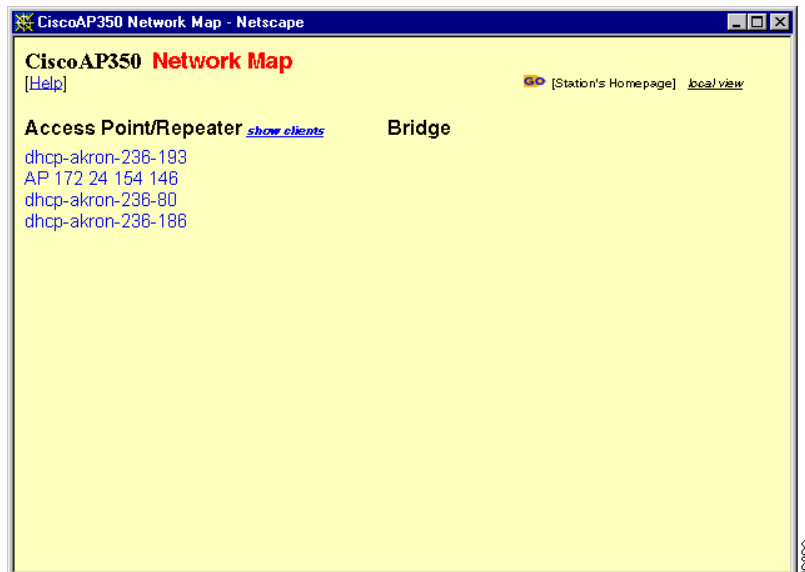 CiscoAP350 Network Map - Netscape
CiscoAP350 Network Map
[Help]
GO [Station's Homepage] local view
Access Point/Repeater show clients Bridge
dhcp-akron-236-193
AP 172 24 154 146
dhcp-akron-236-80
dhcp-akron-236-186